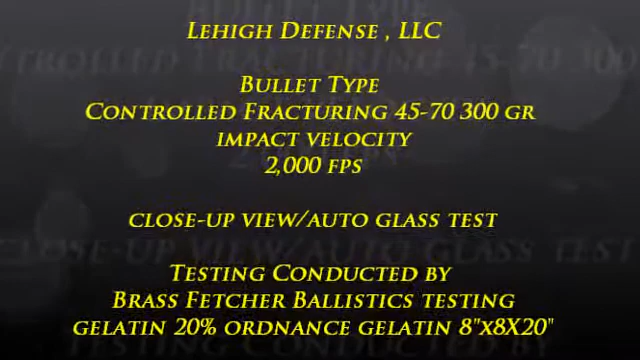 Lehigh Defense , LLC
Bullet Type
Controlled Fracturing 45-70 300 gr
impact velocity
2,000 fps
close-up view/auto glass test
Testing Conducted by
Brass Fetcher Ballistics testing
gelatin 20% ordnance gelatin 8"x8x20"